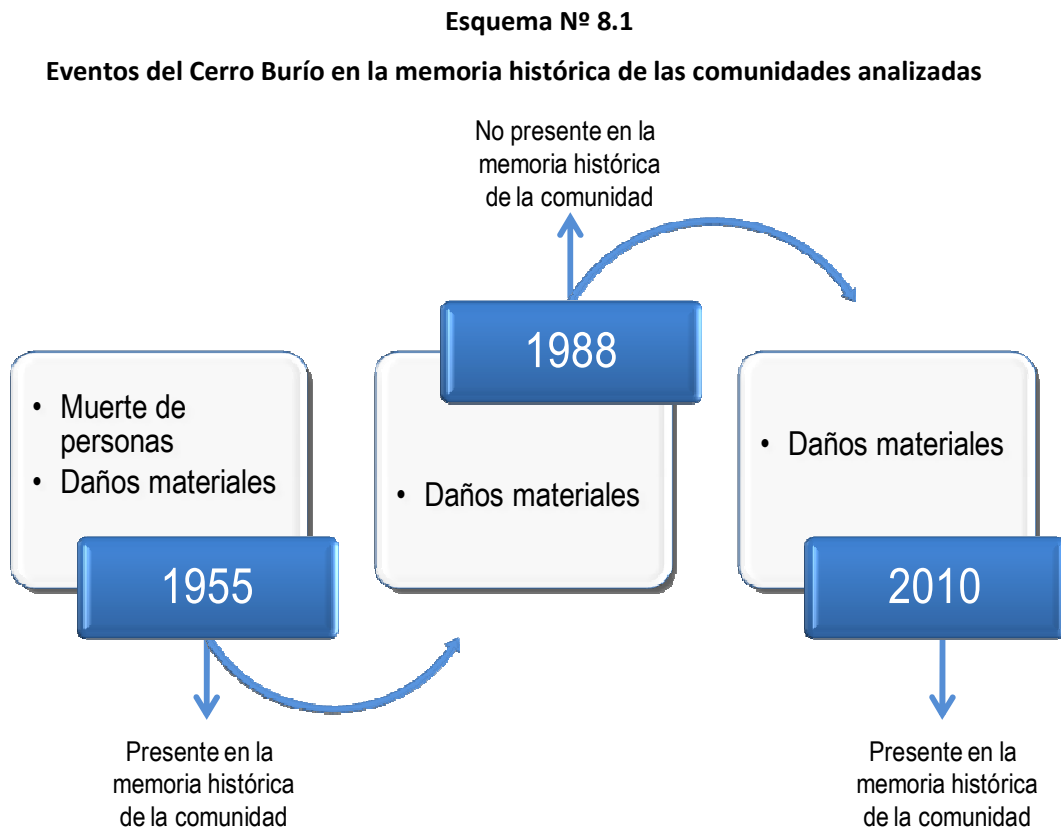 Esquema Nº 8.1
Eventos del Cerro Burío en la memoria histórica de las comunidades analizadas
No presente en la
memoria histórica
de la comunidad
1988
• Muerte de
personas
• Daños materiales
1955
• Daños materiales
• Daños materiales
2010
Presente en la
memoria histórica
de la comunidad
Presente en la
memoria histórica
de la comunidad